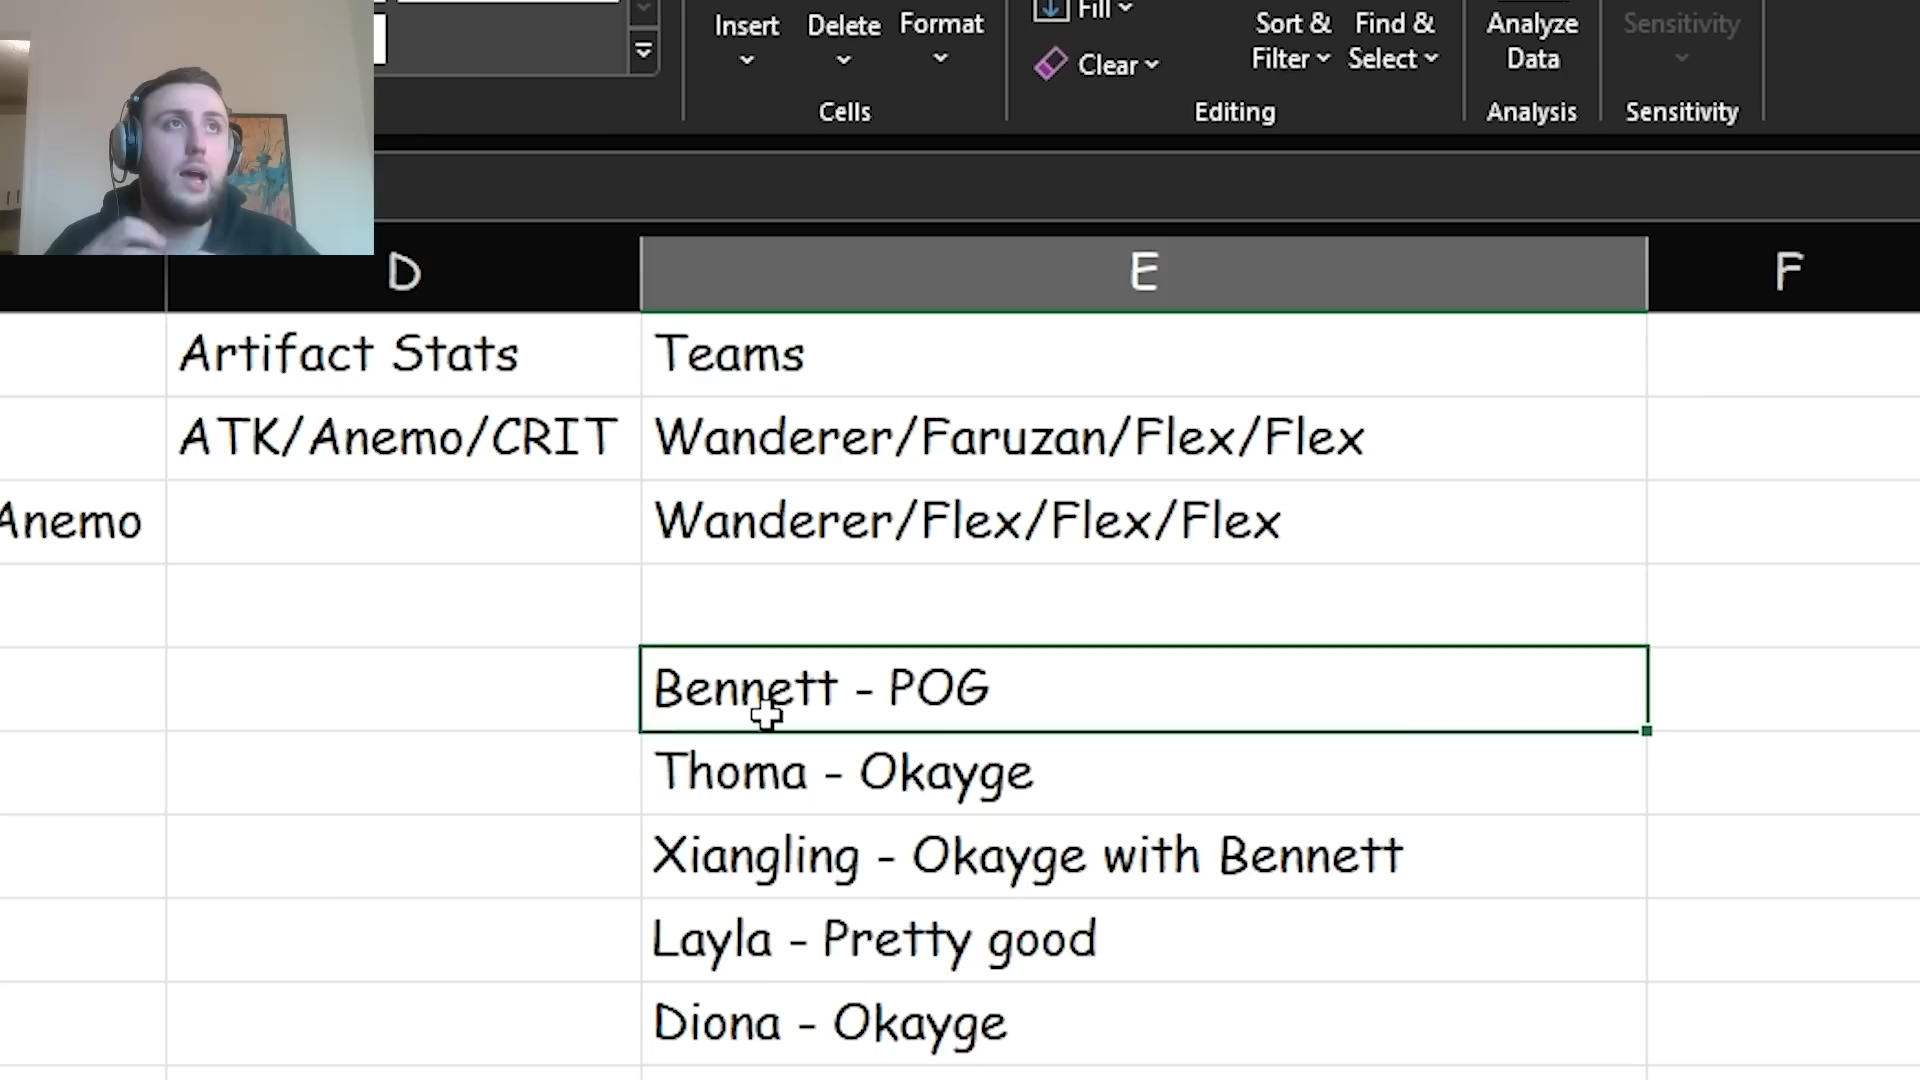 Insert Delete Format
Fill
Clear
Sort & Filter
Find & Select
Analyze Data
Sensitivity
Cells
Editing
Analysis
Sensitivity
D E F
Artifact Stats Teams
ATK/Anemo/CRIT Wanderer/Faruzan/Flex/Flex
Anemo Wanderer/Flex/Flex/Flex
Bennett - POG
Thoma - Okayge
Xiangling - Okayge with Bennett
Layla - Pretty good
Diona - Okayge